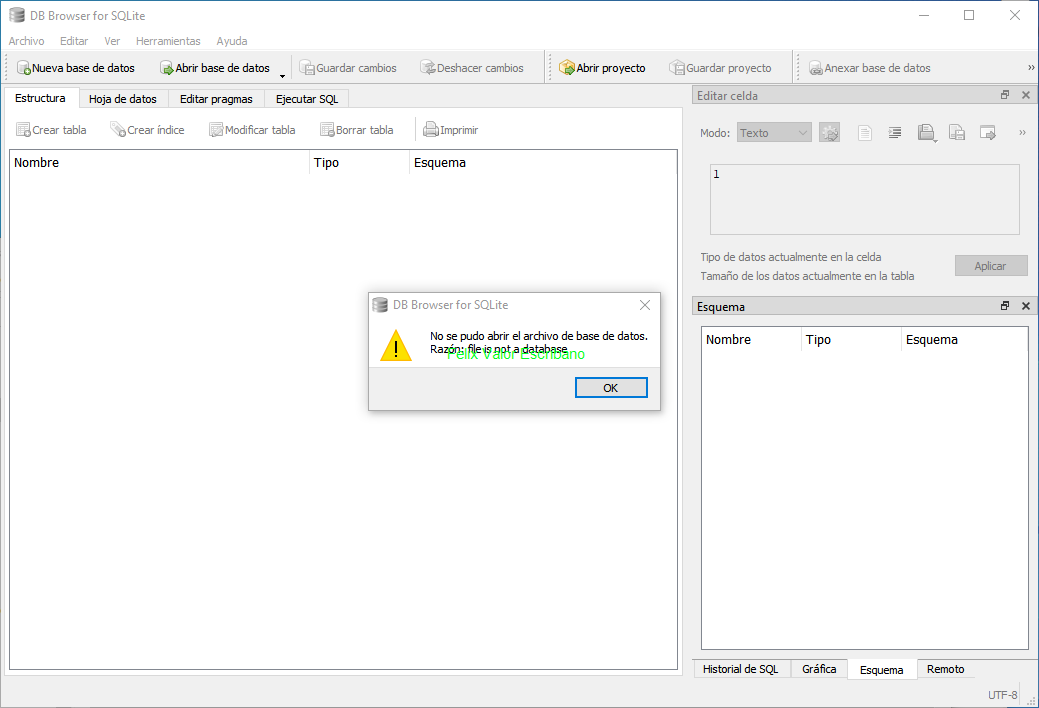 DB Browser for SQLite
Archivo Editar Ver Herramientas Ayuda
Nueva base de datos Abrir base de datos Guardar cambios Deshacer cambios Abrir proyecto Guardar proyecto Anexar base de datos »
Estructura Hoja de datos Editar pragmas Ejecutar SQL
Crear tabla Crear índice Modificar tabla Borrar tabla Imprimir
Nombre Tipo Esquema
Editar celda
Modo: Texto »
1
Tipo de datos actualmente en la celda
Tamaño de los datos actualmente en la tabla
Aplicar
DB Browser for SQLite
No se pudo abrir el archivo de base de datos.
Razón: file is not a database
Félix Valor Escribano
OK
Esquema
Nombre Tipo Esquema
Historial de SQL Gráfica Esquema Remoto
UTF-8